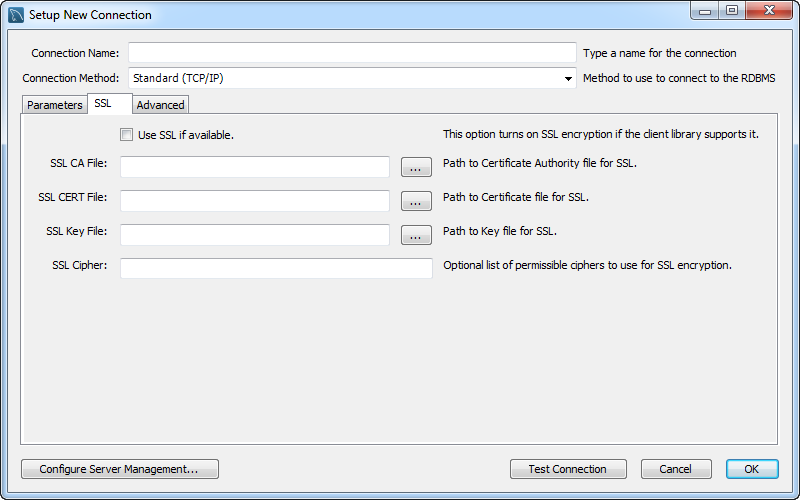 Setup New Connection
Connection Name: Type a name for the connection
Connection Method: Standard (TCP/IP) Method to use to connect to the RDBMS
Parameters SSL Advanced
Use SSL if available. This option turns on SSL encryption if the client library supports it.
SSL CA File: ... Path to Certificate Authority file for SSL.
SSL CERT File: ... Path to Certificate file for SSL.
SSL Key File: ... Path to Key file for SSL.
SSL Cipher: Optional list of permissible ciphers to use for SSL encryption.
Configure Server Management... Test Connection Cancel OK